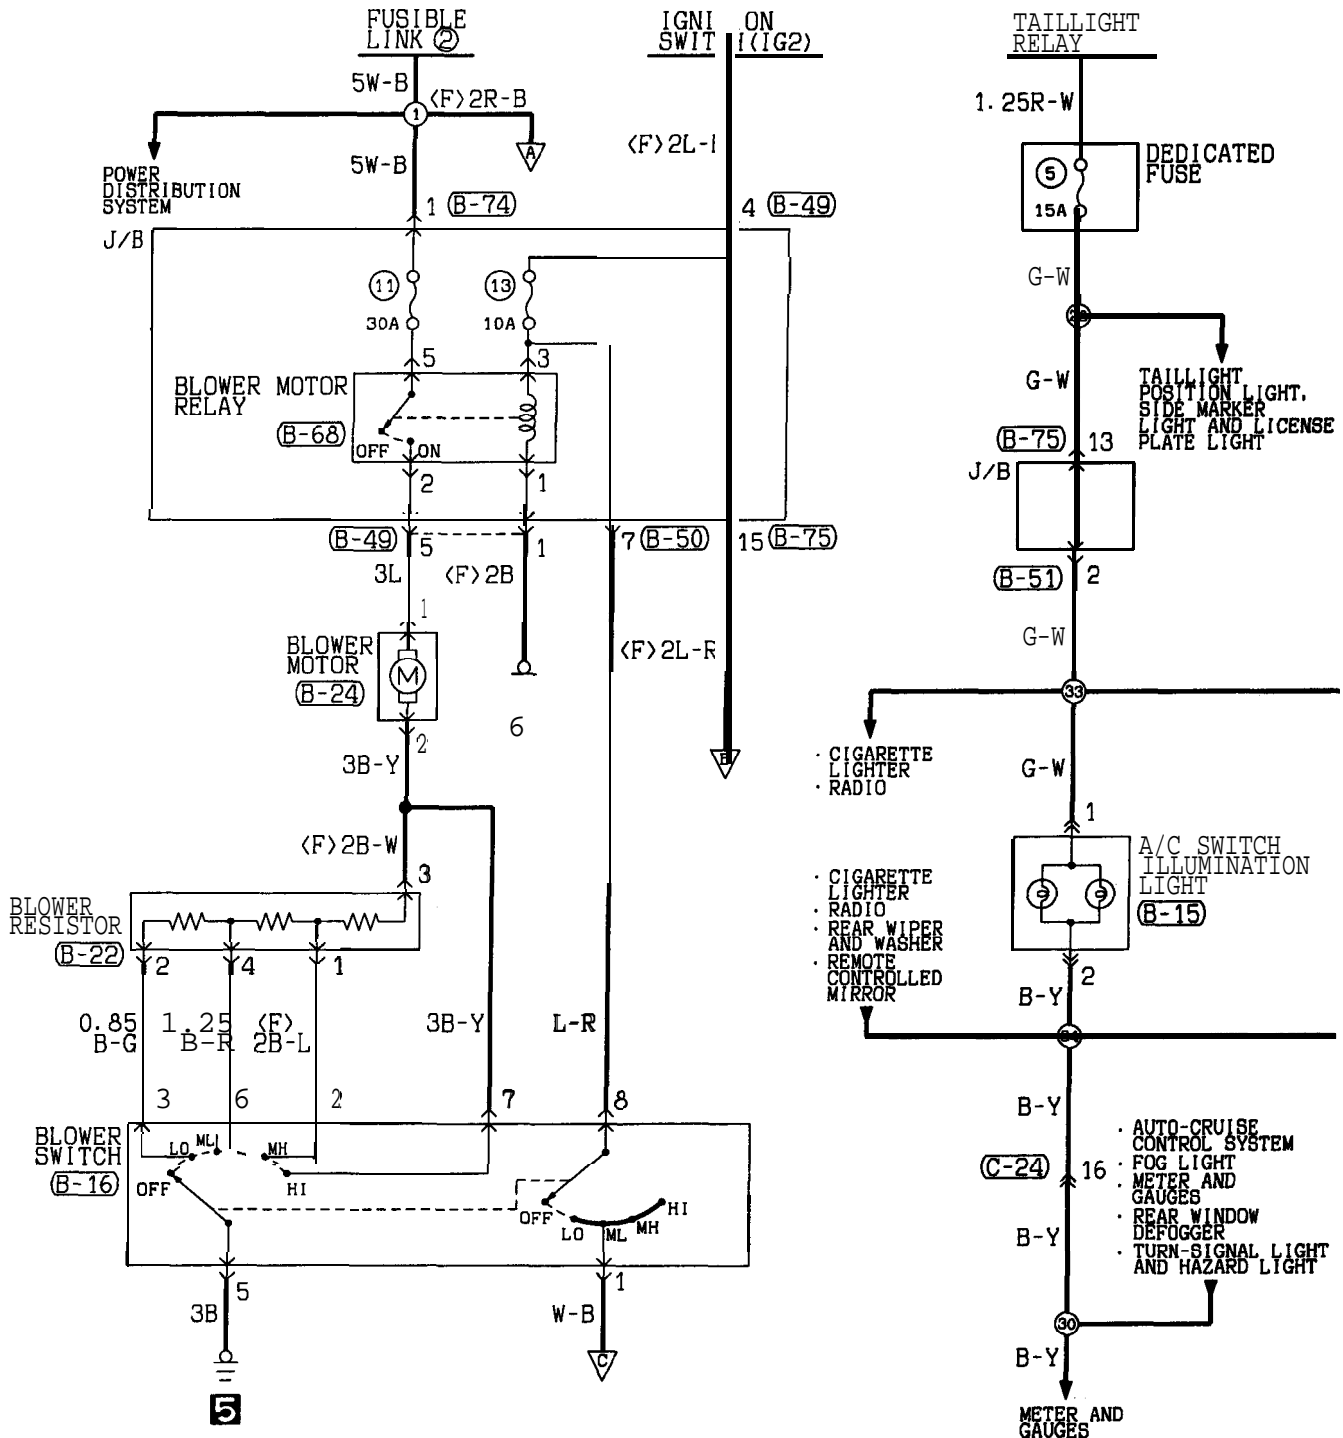 FUSIBLE
LINK ②
IGNI ON
SWIT (IG2)
TAILLIGHT
RELAY
5W-B
<F>2R-B
1
A
1.25R-W
5W-B
<F>2L-
POWER
DISTRIBUTION
SYSTEM
5
15A
DEDICATED
FUSE
1 B-74
4 B-49
J/B
G-W
11
30A
13
10A
5
3
BLOWER MOTOR
RELAY
B-68
OFF ON
2
1
G-W
TAILLIGHT
POSITION LIGHT,
SIDE MARKER
LIGHT AND LICENSE
PLATE LIGHT
B-75 13
J/B
B-49 5
1
7 B-50
15 B-75
3L
<F>2B
B-51 2
1
BLOWER
MOTOR
B-24
M
<F>2L-R
G-W
6
2
3B-Y
33
· CIGARETTE
LIGHTER
· RADIO
G-W
<F>2B-W
3
1
A/C SWITCH
ILLUMINATION
LIGHT
B-15
BLOWER
RESISTOR
B-22
2
4
1
· CIGARETTE
LIGHTER
· RADIO
· REAR WIPER
AND WASHER
· REMOTE
CONTROLLED
MIRROR
2
B-Y
0.85
B-G
1.25
B-R
<F>
2B-L
3B-Y
L-R
3
6
2
7
8
B-Y
BLOWER
SWITCH
B-16
OFF
LO
ML
MH
HI
OFF
LO
ML
MH
HI
C-24 16
· AUTO-CRUISE
CONTROL SYSTEM
· FOG LIGHT
· METER AND
GAUGES
· REAR WINDOW
DEFOGGER
· TURN-SIGNAL LIGHT
AND HAZARD LIGHT
B-Y
5
3B
1
W-B
C
30
B-Y
5
METER AND
GAUGES